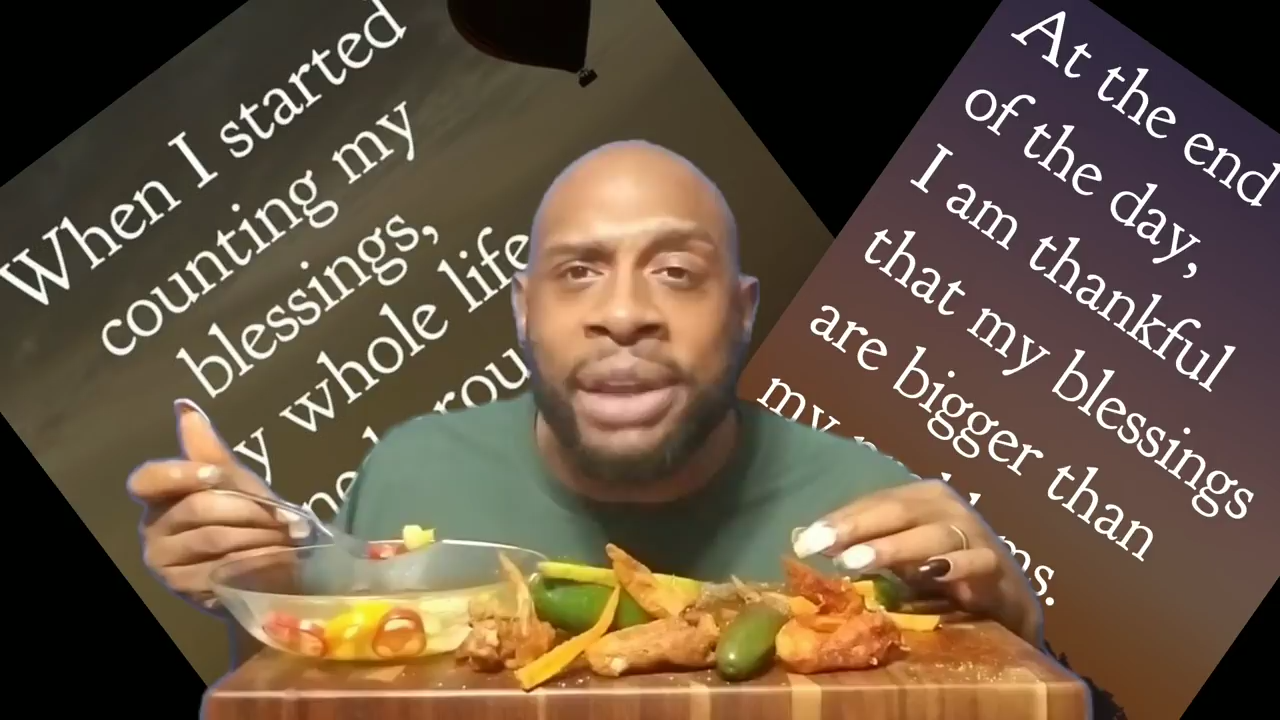 When I started
counting my
blessings,
whole life
At the end
of the day,
I am thankful
that my blessings
are bigger than
my